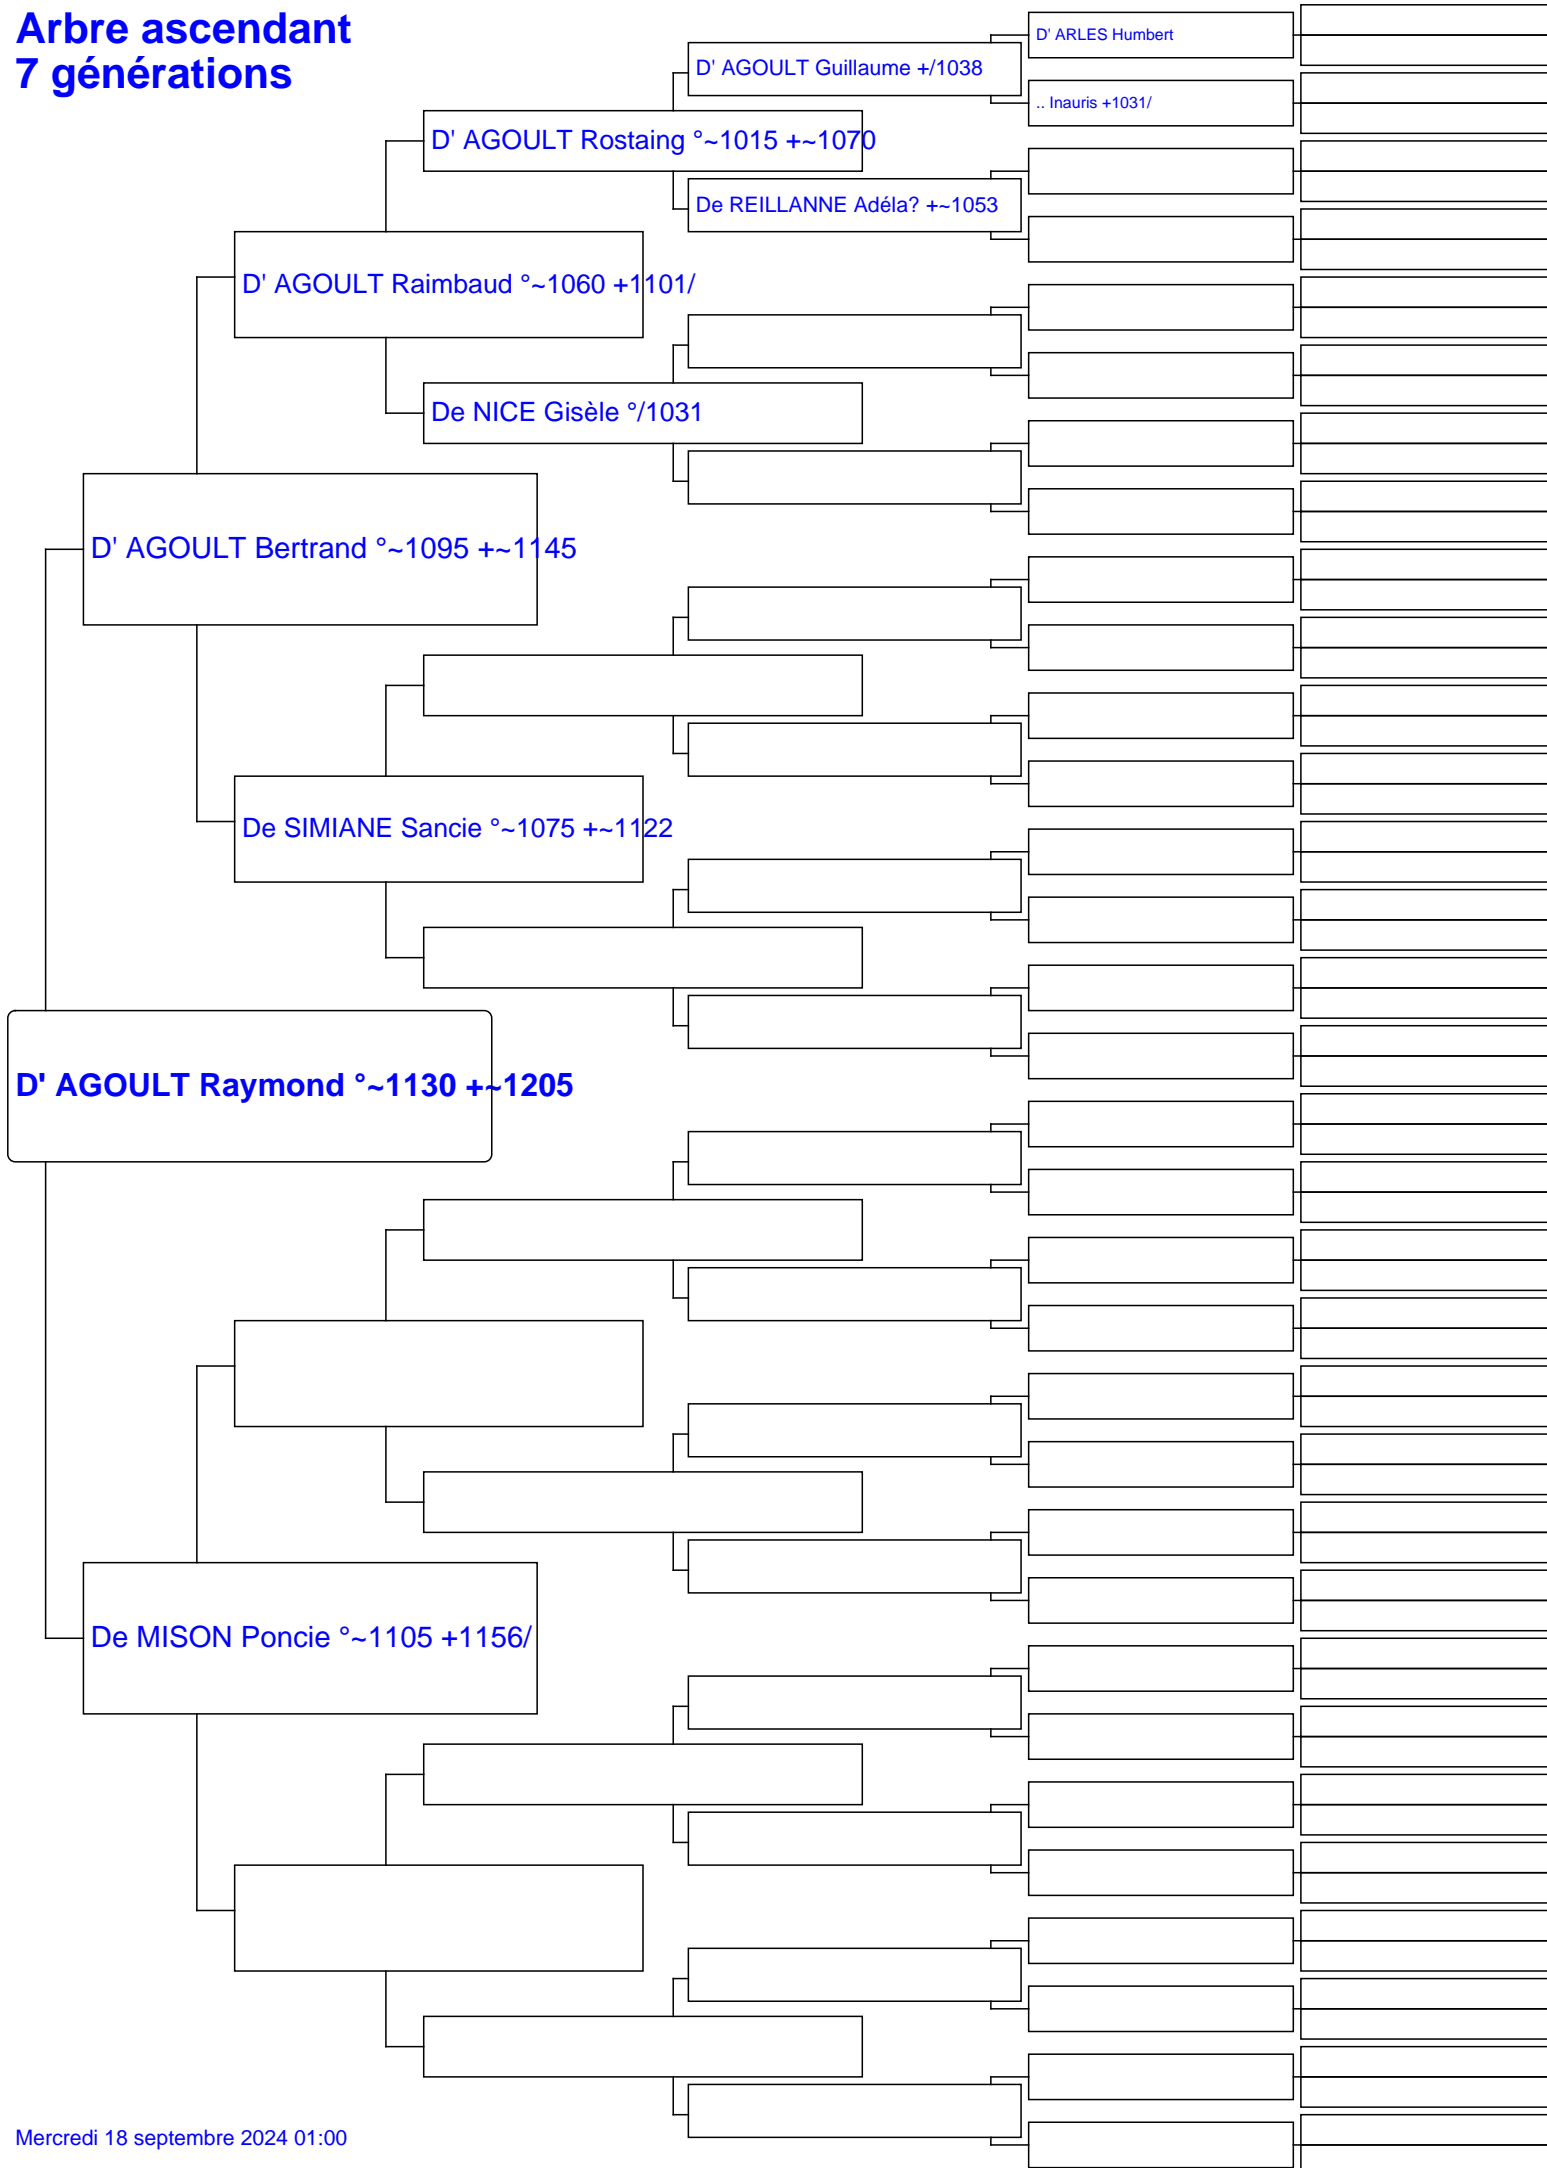 Arbre ascendant
7 générations
D' ARLES Humbert
D' AGOULT Guillaume +/1038
.. Inauris +1031/
D' AGOULT Rostaing °~1015 +~1070
De REILLANNE Adéla? +~1053
D' AGOULT Raimbaud °~1060 +1101/
De NICE Gisèle °/1031
D' AGOULT Bertrand °~1095 +~1145
De SIMIANE Sancie °~1075 +~1122
D' AGOULT Raymond °~1130 +~1205
De MISON Poncie °~1105 +1156/
Mercredi 18 septembre 2024 01:00